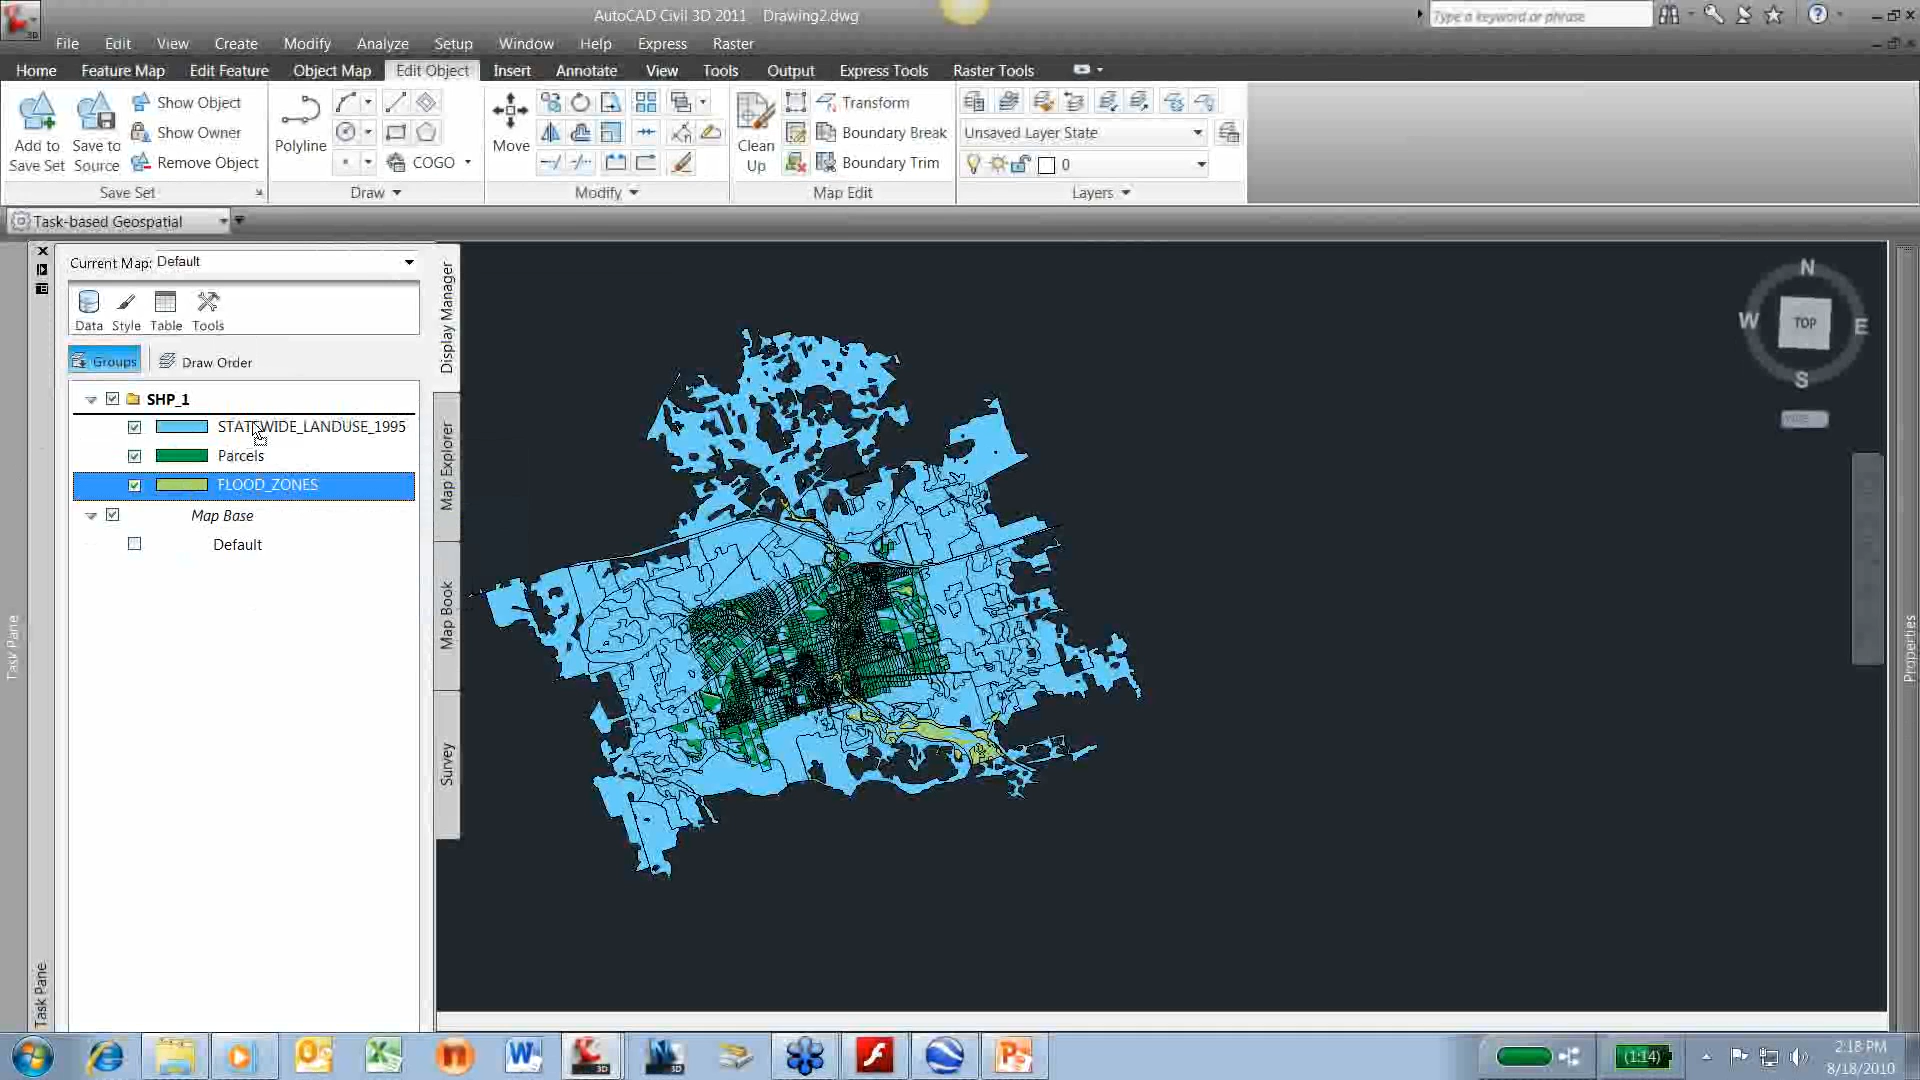 AutoCAD Civil 3D 2011 Drawing2.dwg
Type a keyword or phrase
File Edit View Create Modify Analyze Setup Window Help Express Raster
Home Feature Map Edit Feature Object Map Edit Object Insert Annotate View Tools Output Express Tools Raster Tools
Add to Save Set
Save to Source
Show Object
Show Owner
Remove Object
Save Set
Polyline
COGO
Draw
Move
Modify
Clean Up
Transform
Boundary Break
Boundary Trim
Map Edit
Unsaved Layer State
0
Layers
Task-based Geospatial
Current Map: Default
Data Style Table Tools
Groups Draw Order
SHP_1
STATEWIDE_LANDUSE_1995
Parcels
FLOOD_ZONES
Map Base
Default
Display Manager
Map Explorer
Map Book
Survey
Task Pane
Task Pane
N
W TOP E
S
Properties
(1:14)
2:18 PM
8/18/2010